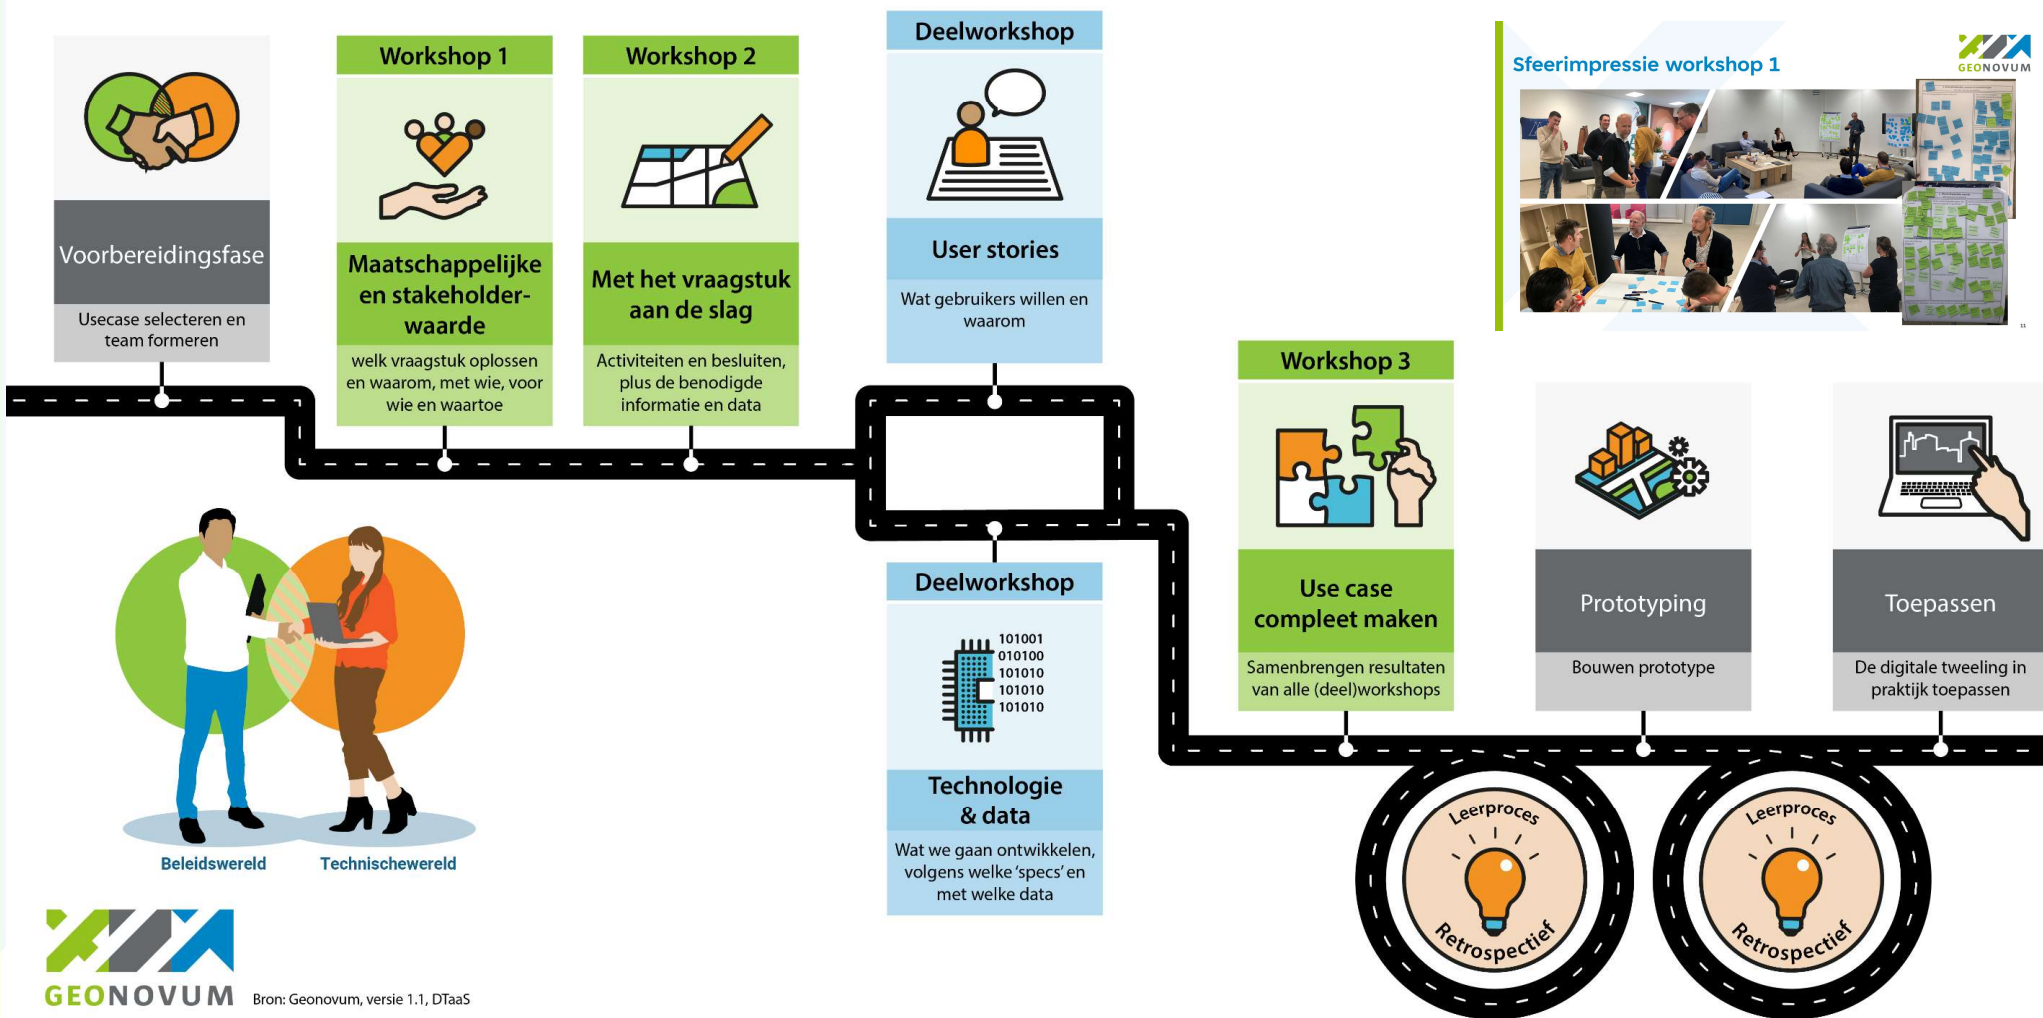 Voorbereidingsfase
Usecase selecteren en
team formeren
Workshop 1
Maatschappelijke
en stakeholder-
waarde
welk vraagstuk oplossen
en waarom, met wie, voor
wie en waartoe
Workshop 2
Met het vraagstuk
aan de slag
Activiteiten en besluiten,
plus de benodigde
informatie en data
Deelworkshop
User stories
Wat gebruikers willen en
waarom
Deelworkshop
101001
010100
101010
101010
101010
Technologie
& data
Wat we gaan ontwikkelen,
volgens welke ‘specs’ en
met welke data
Sfeerimpressie workshop 1
GEONOVUM
11
Workshop 3
Use case
compleet maken
Samenbrengen resultaten
van alle (deel)workshops
Prototyping
Bouwen prototype
Toepassen
De digitale tweeling in
praktijk toepassen
Leerproces
Retrospectief
Leerproces
Retrospectief
Beleidswereld
Technischewereld
GEONOVUM
Bron: Geonovum, versie 1.1, DTaaS